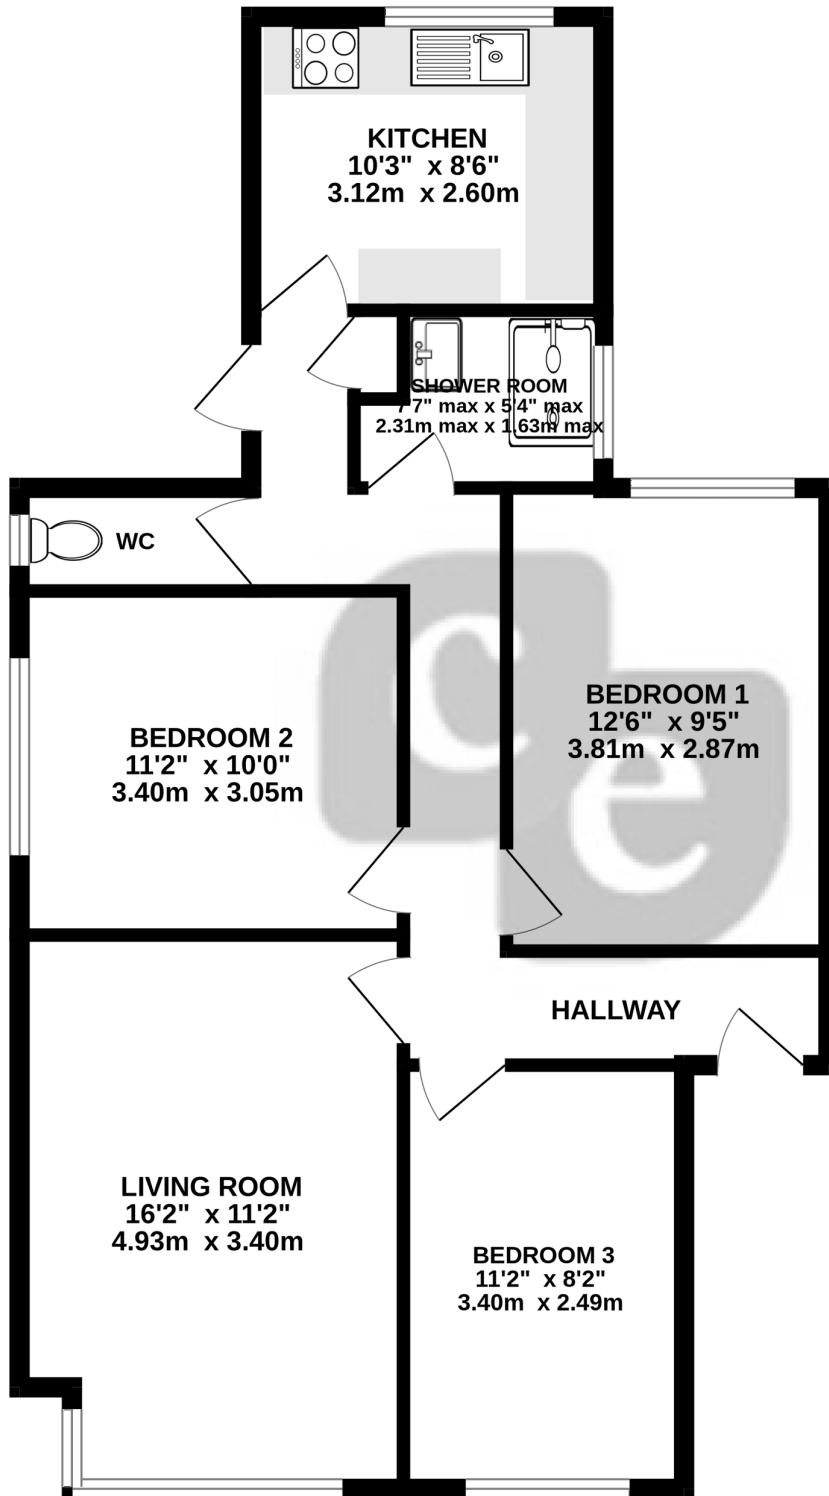 KITCHEN
10'3" x 8'6"
3.12m x 2.60m
SHOWER ROOM
7'7" max x 5'4" max
2.31m max x 1.63m max
WC
BEDROOM 1
12'6" x 9'5"
3.81m x 2.87m
BEDROOM 2
11'2" x 10'0"
3.40m x 3.05m
ce
HALLWAY
LIVING ROOM
16'2" x 11'2"
4.93m x 3.40m
BEDROOM 3
11'2" x 8'2"
3.40m x 2.49m